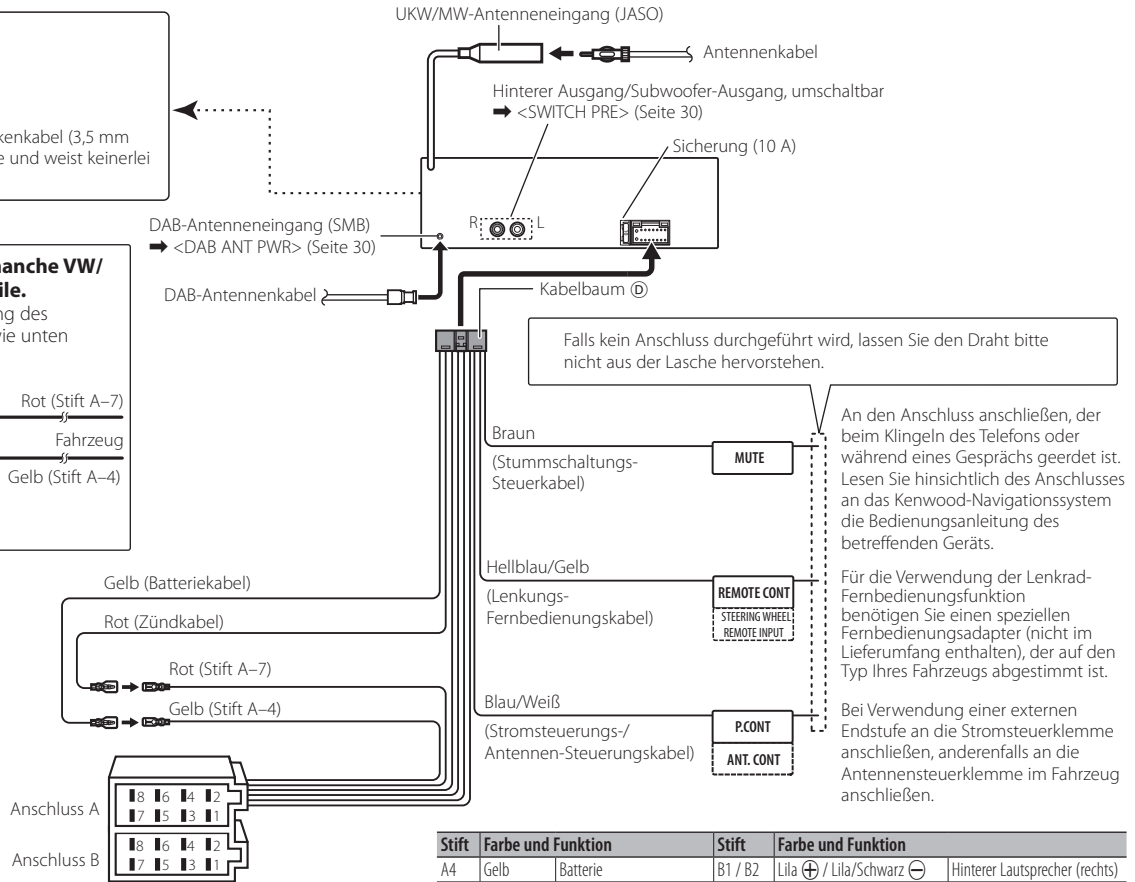 UKW/MW-Antenneneingang (JASO)
Antennenkabel
Hinterer Ausgang/Subwoofer-Ausgang, umschaltbar
➡ <SWITCH PRE> (Seite 30)
Sicherung (10 A)
(3,5 mm
e und weist keinerlei
R
L
DAB-Antenneneingang (SMB)
➡ <DAB ANT PWR> (Seite 30)
DAB-Antennenkabel
Kabelbaum Ⓓ
manche VW/
des
wie unten
Rot (Stift A–7)
Fahrzeug
Gelb (Stift A–4)
Falls kein Anschluss durchgeführt wird, lassen Sie den Draht bitte
nicht aus der Lasche hervorstehen.
Braun
(Stummschaltungs-
Steuerkabel)
MUTE
An den Anschluss anschließen, der
beim Klingeln des Telefons oder
während eines Gesprächs geerdet ist.
Lesen Sie hinsichtlich des Anschlusses
an das Kenwood-Navigationssystem
die Bedienungsanleitung des
betreffenden Geräts.
Hellblau/Gelb
(Lenkungs-
Fernbedienungskabel)
REMOTE CONT
STEERING WHEEL
REMOTE INPUT
Für die Verwendung der Lenkrad-
Fernbedienungsfunktion
benötigen Sie einen speziellen
Fernbedienungsadapter (nicht im
Lieferumfang enthalten), der auf den
Typ Ihres Fahrzeugs abgestimmt ist.
Gelb (Batteriekabel)
Rot (Zündkabel)
Rot (Stift A–7)
Gelb (Stift A–4)
Blau/Weiß
(Stromsteuerungs-/
Antennen-Steuerungskabel)
P.CONT
ANT. CONT
Bei Verwendung einer externen
Endstufe an die Stromsteuerklemme
anschließen, anderenfalls an die
Antennensteuerklemme im Fahrzeug
anschließen.
Anschluss A
8 6 4 2
7 5 3 1
Anschluss B
8 6 4 2
7 5 3 1
Stift Farbe und Funktion Stift Farbe und Funktion
A4 Gelb Batterie B1 / B2 Lila ⊕ / Lila/Schwarz ⊖ Hinterer Lautsprecher (rechts)